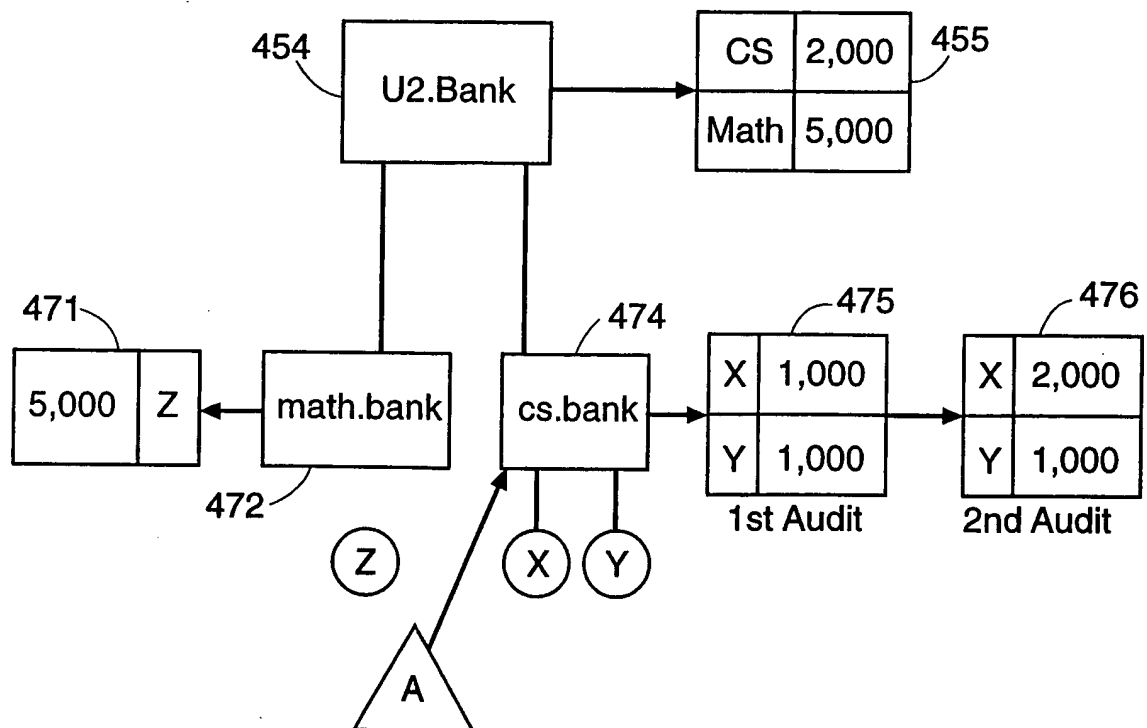 454
U2.Bank
CS 2,000
455
Math 5,000
471
5,000 Z
math.bank
472
474
cs.bank
475
X 1,000
Y 1,000
1st Audit
476
X 2,000
Y 1,000
2nd Audit
Z
X
Y
A